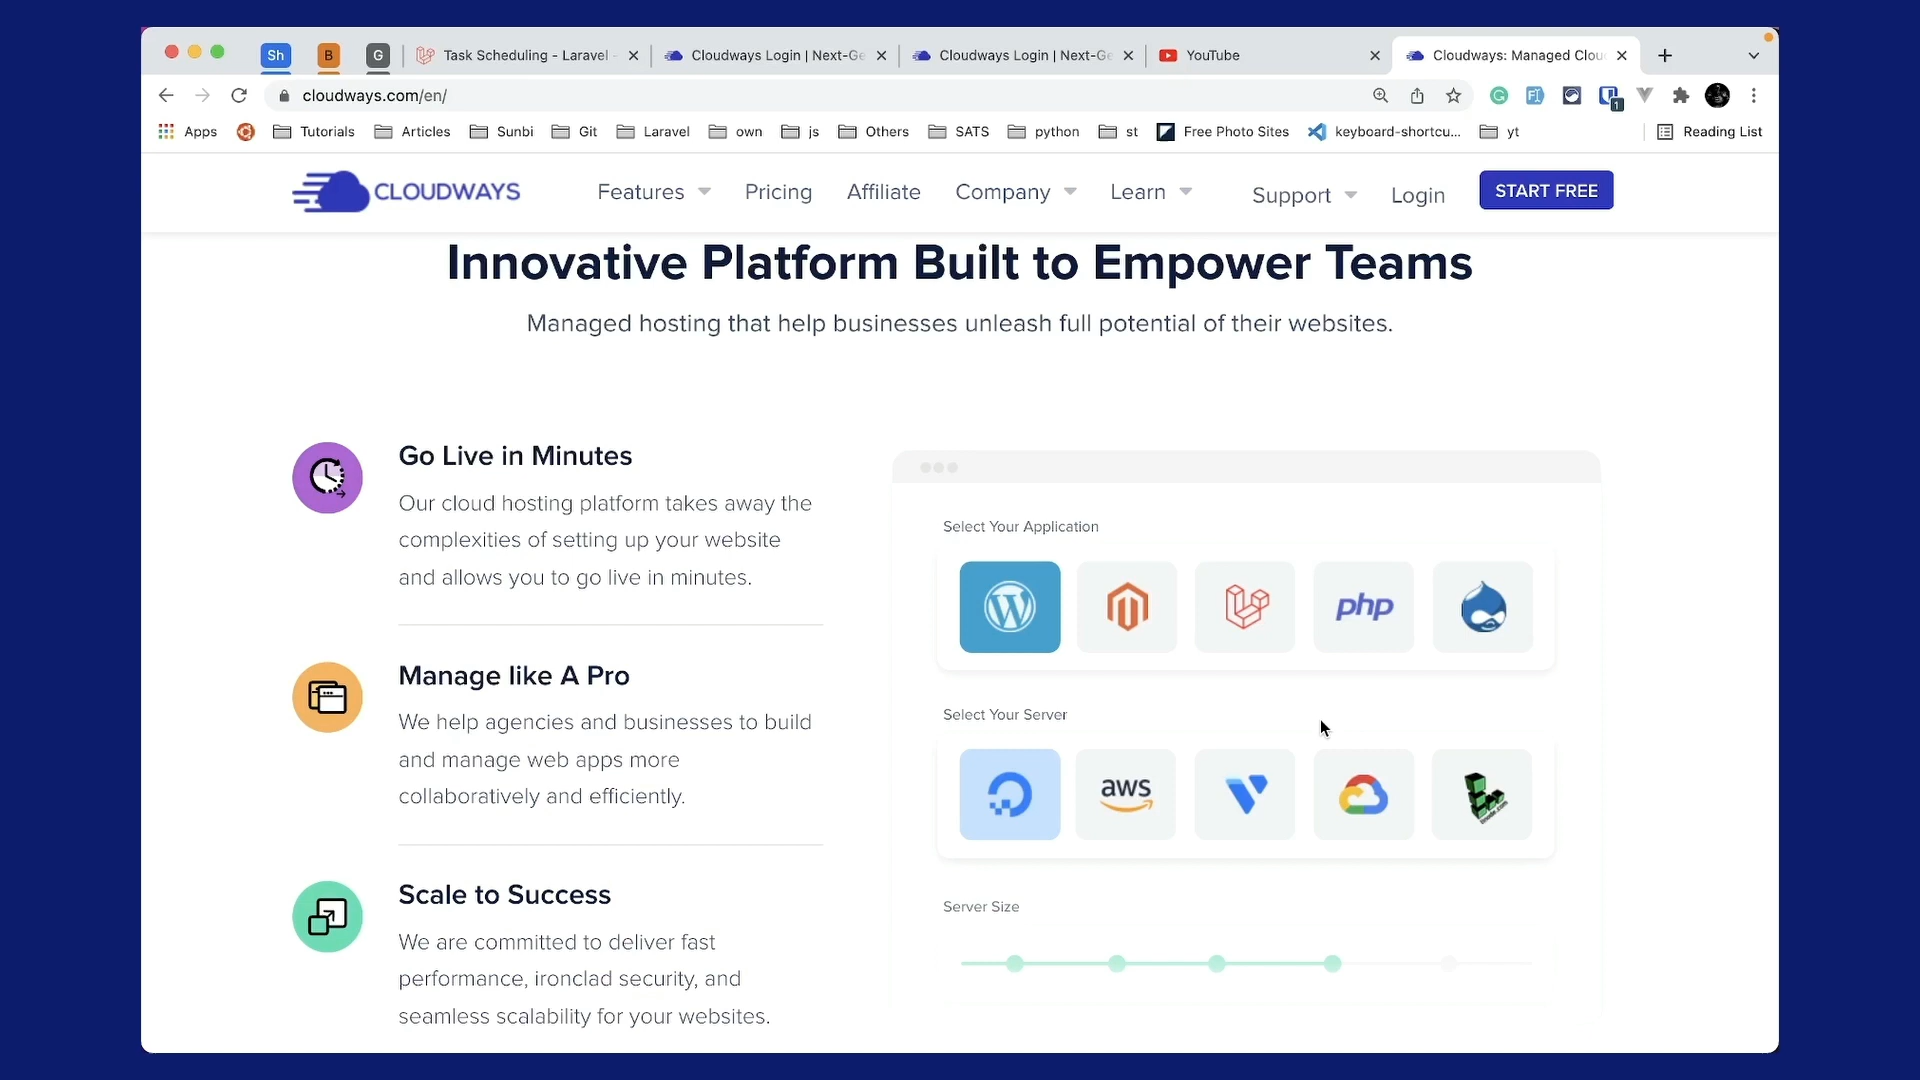 Sh
B
G
Task Scheduling - Laravel -
Cloudways Login | Next-Ge
Cloudways Login | Next-Ge
YouTube
Cloudways: Managed Clou
cloudways.com/en/
1
Apps
Tutorials
Articles
Sunbi
Git
Laravel
own
js
Others
SATS
python
st
Free Photo Sites
keyboard-shortcu...
yt
Reading List
CLOUDWAYS
Features
Pricing
Affiliate
Company
Learn
Support
Login
START FREE
Innovative Platform Built to Empower Teams
Managed hosting that help businesses unleash full potential of their websites.
Go Live in Minutes
Our cloud hosting platform takes away the
complexities of setting up your website
and allows you to go live in minutes.
Manage like A Pro
We help agencies and businesses to build
and manage web apps more
collaboratively and efficiently.
Scale to Success
We are committed to deliver fast
performance, ironclad security, and
seamless scalability for your websites.
Select Your Application
php
Select Your Server
aws
linode.com
Server Size